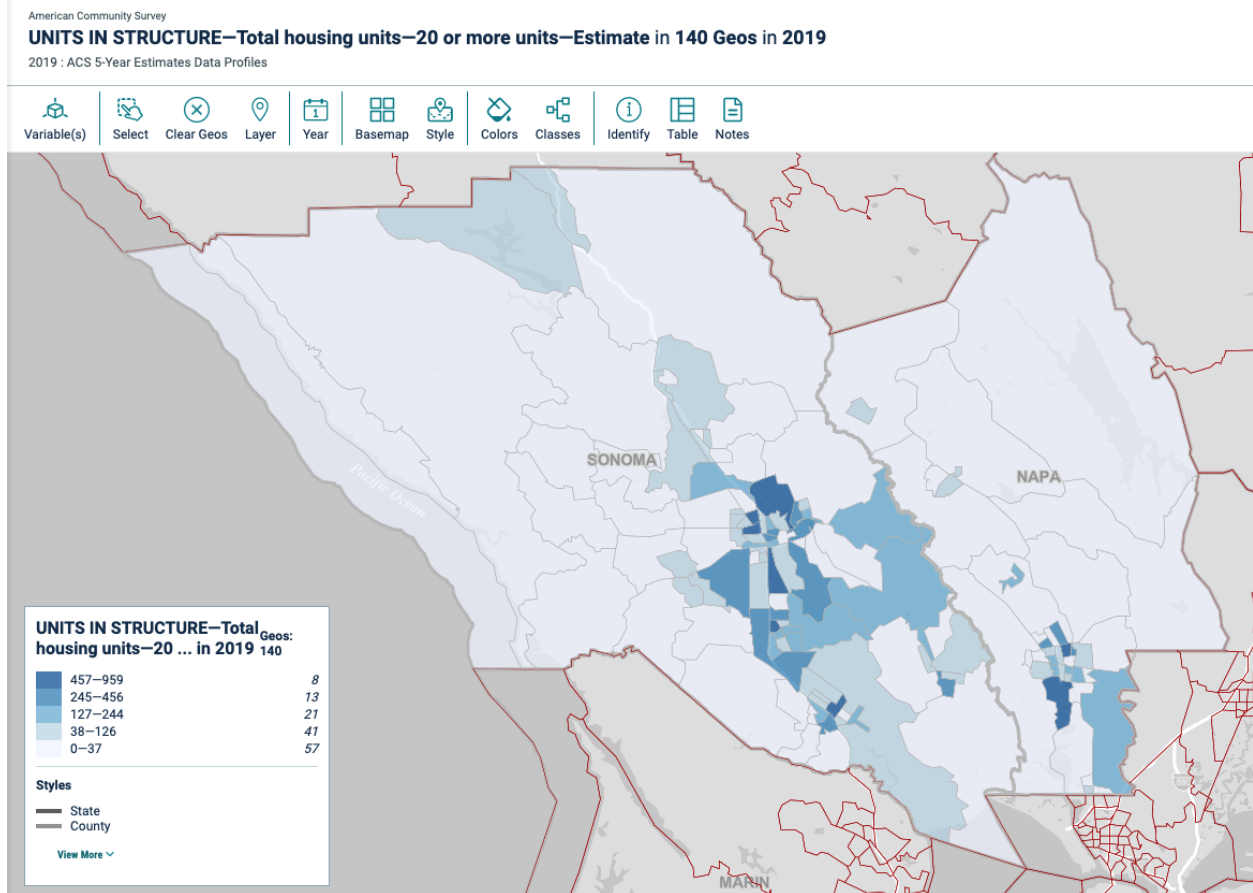 American Community Survey
UNITS IN STRUCTURE—Total housing units—20 or more units—Estimate in 140 Geos in 2019
2019 : ACS 5-Year Estimates Data Profiles
Variable(s) Select Clear Geos Layer 1 Year Basemap Style Colors Classes Identify Table Notes
SONOMA
NAPA
Pacific Ocean
UNITS IN STRUCTURE—Total Geos:
housing units—20 ... in 2019 140
457—959 8
245—456 13
127—244 21
38—126 41
0—37 57
Styles
State
County
View More
MARIN